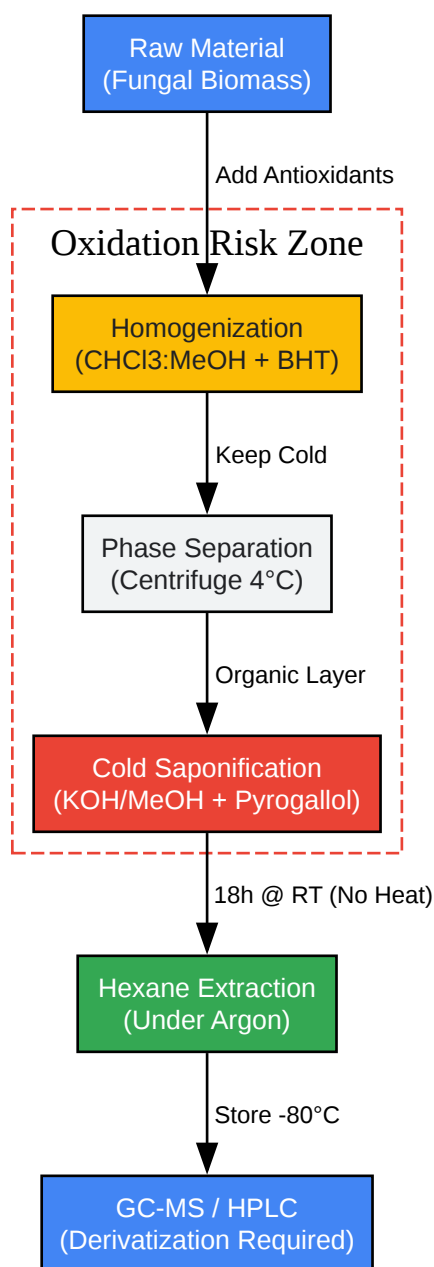 Raw Material
(Fungal Biomass)
Add Antioxidants
Oxidation Risk Zone
Homogenization
(CHCl3:MeOH + BHT)
Keep Cold
Phase Separation
(Centrifuge 4°C)
Organic Layer
Cold Saponification
(KOH/MeOH + Pyrogallol)
18h @ RT (No Heat)
Hexane Extraction
(Under Argon)
Store -80°C
GC-MS / HPLC
(Derivatization Required)